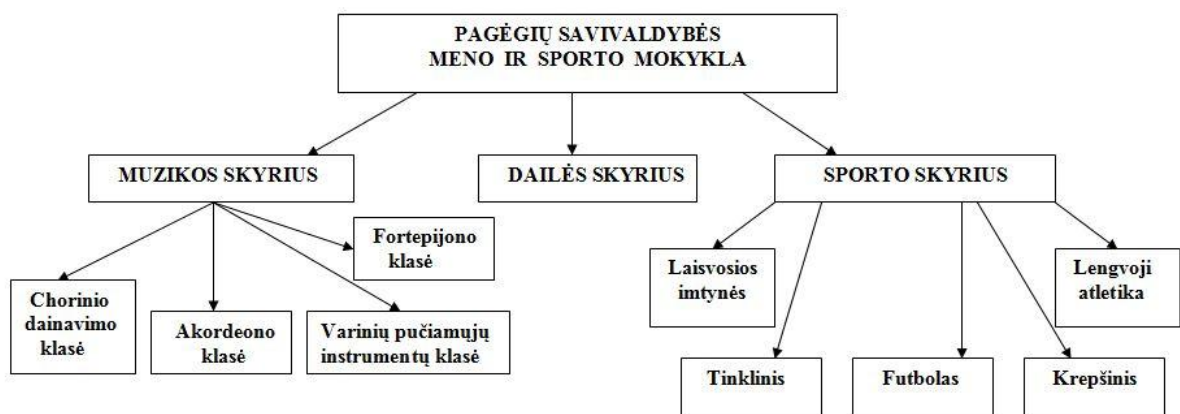 PAGĖGIŲ SAVIVALDYBĖS
MENO IR SPORTO MOKYKLA
MUZIKOS SKYRIUS
DAILĖS SKYRIUS
SPORTO SKYRIUS
Fortepijono
klasė
Chorinio
dainavimo
klasė
Akordeono
klasė
Varinių pučiamųjų
instrumentų klasė
Laisvosios
imtynės
Lengvoji
atletika
Tinklinis
Futbolas
Krepšinis